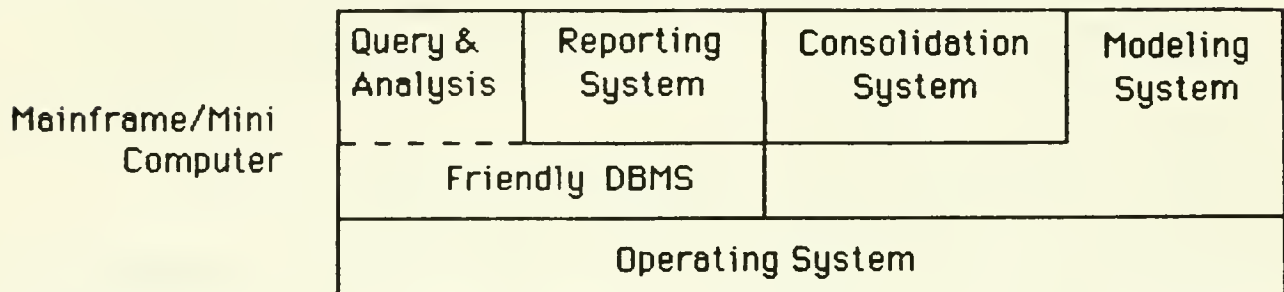 Mainframe/Mini
Computer
Query &
Analysis
Reporting
System
Consolidation
System
Modeling
System
Friendly DBMS
Operating System